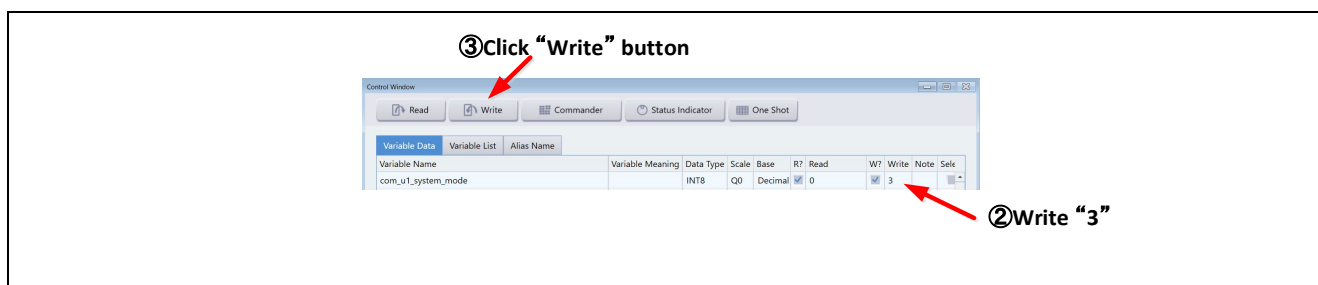 ③Click “Write” button
Control Window
Read Write Commander Status Indicator One Shot
Variable Data Variable List Alias Name
Variable Name Variable Meaning Data Type Scale Base R? Read W? Write Note Sele
com_u1_system_mode INT8 Q0 Decimal 0 3
②Write “3”